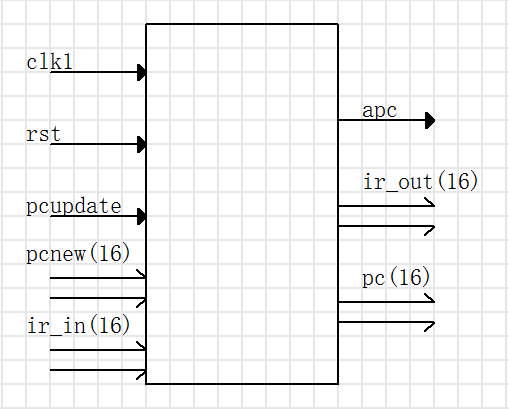 clk1
rst
pcupdate
pcnew(16)
ir_in(16)
apc
ir_out(16)
pc(16)